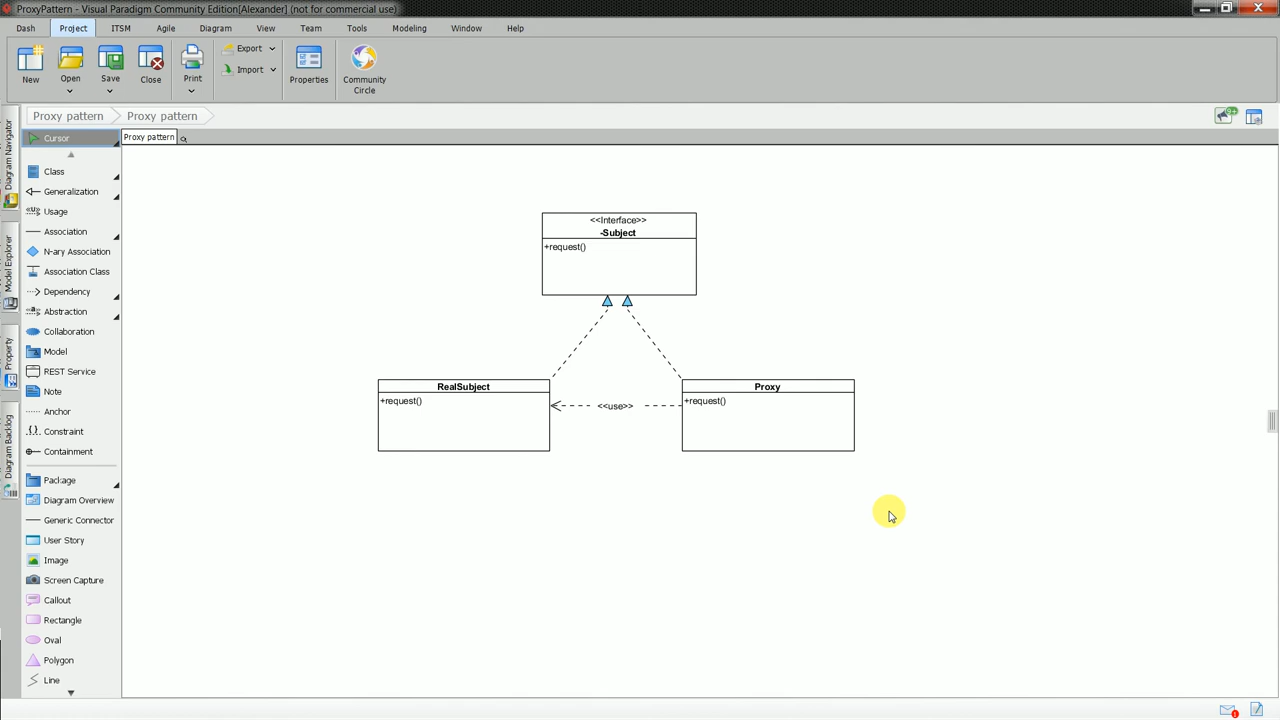 ProxyPattern - Visual Paradigm Community Edition[Alexander] (not for commercial use)
Dash Project ITSM Agile Diagram View Team Tools Modeling Window Help
New Open Save Close Print Export Import Properties Community Circle
Proxy pattern Proxy pattern
9+
Diagram Navigator
Model Explorer
Property
Diagram Backlog
Cursor
Class
Generalization
Usage
Association
N-ary Association
Association Class
Dependency
Abstraction
Collaboration
Model
REST Service
Note
Anchor
Constraint
Containment
Package
Diagram Overview
Generic Connector
User Story
Image
Screen Capture
Callout
Rectangle
Oval
Polygon
Line
Proxy pattern
<<Interface>>
-Subject
+request()
RealSubject
+request()
<<use>>
Proxy
+request()